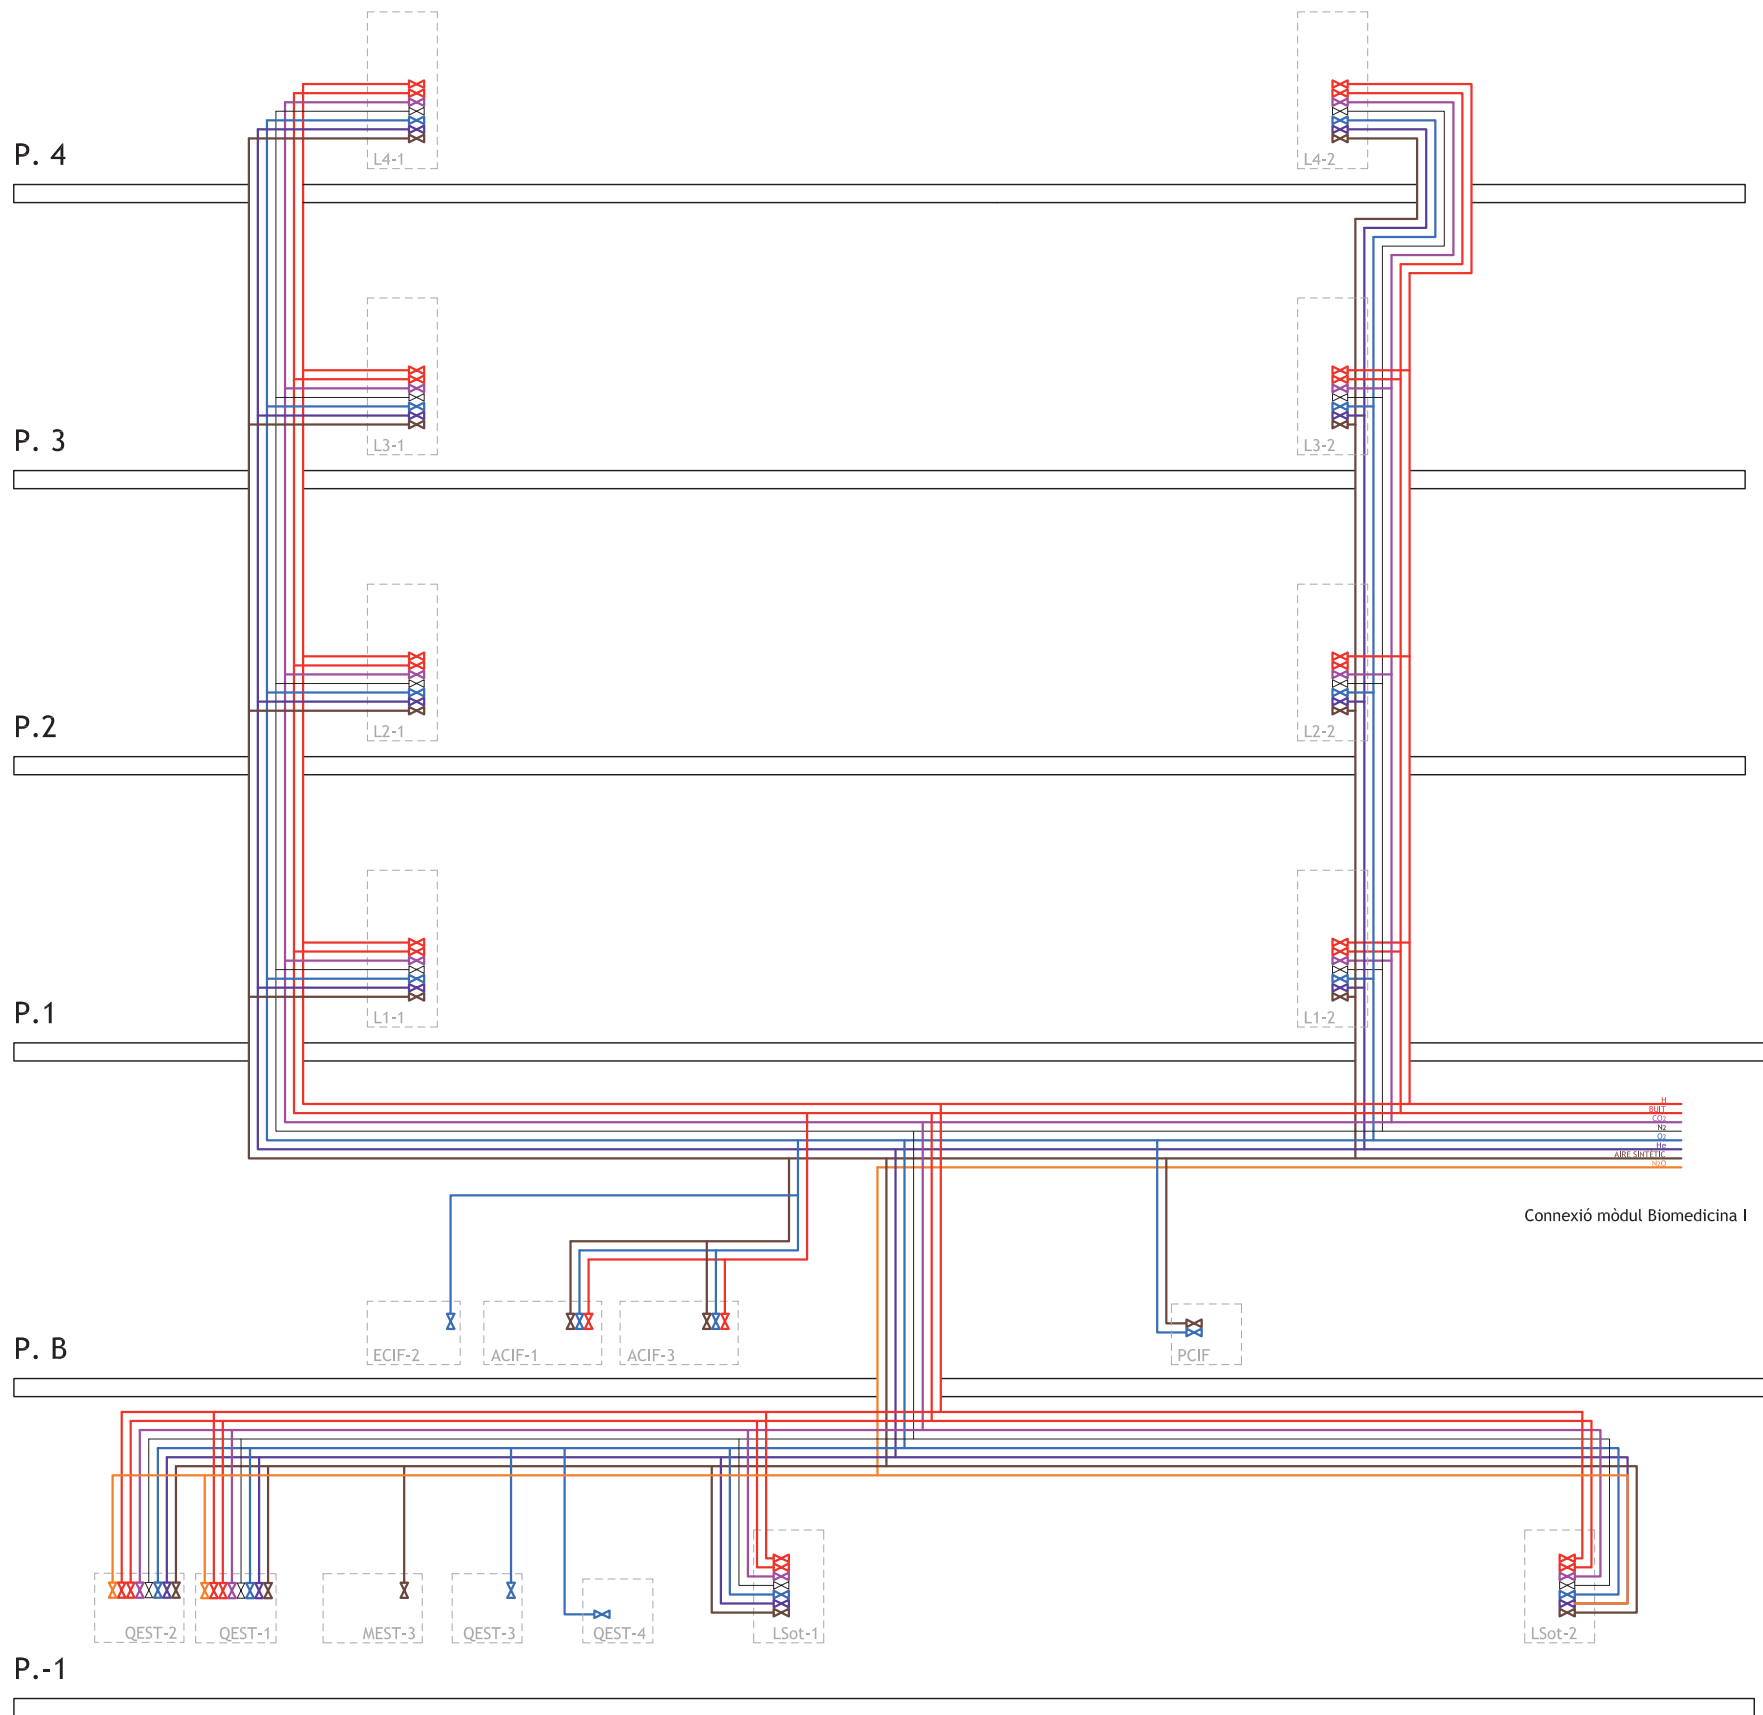 L4-1
L4-2
P. 4
L3-1
L3-2
P. 3
L2-1
L2-2
P.2
L1-1
L1-2
P.1
H
BUIT
CO2
N2
O2
He
AIRE SINTÈTIC
N2O
Connexió mòdul Biomedicina I
P. B
ECIF-2
ACIF-1
ACIF-3
PCIF
QEST-2
QEST-1
MEST-3
QEST-3
QEST-4
LSot-1
LSot-2
P.-1